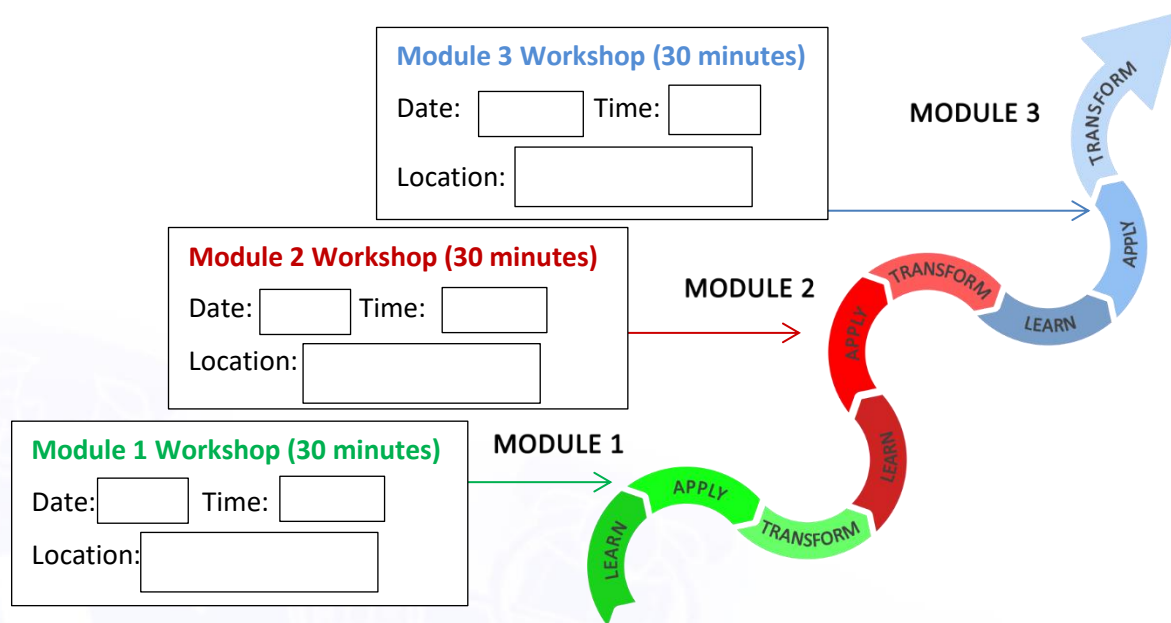 Module 3 Workshop (30 minutes)
Date: Time:
Location:
MODULE 3
TRANSFORM
APPLY
LEARN
Module 2 Workshop (30 minutes)
Date: Time:
Location:
MODULE 2
TRANSFORM
APPLY
LEARN
Module 1 Workshop (30 minutes)
Date: Time:
Location:
MODULE 1
APPLY
TRANSFORM
LEARN